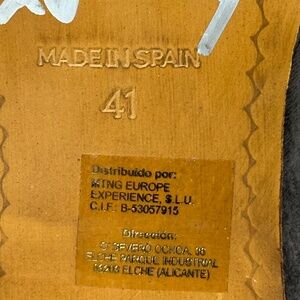 MADE IN SPAIN
41
Distribuido por:
MTNG EUROPE
EXPERIENCE, S.L.U.
C.I.F.: B-53057915
Dirección:
C/ SEVERO OCHOA, 36
ELCHE PARQUE INDUSTRIAL
ELCHE (ALICANTE)